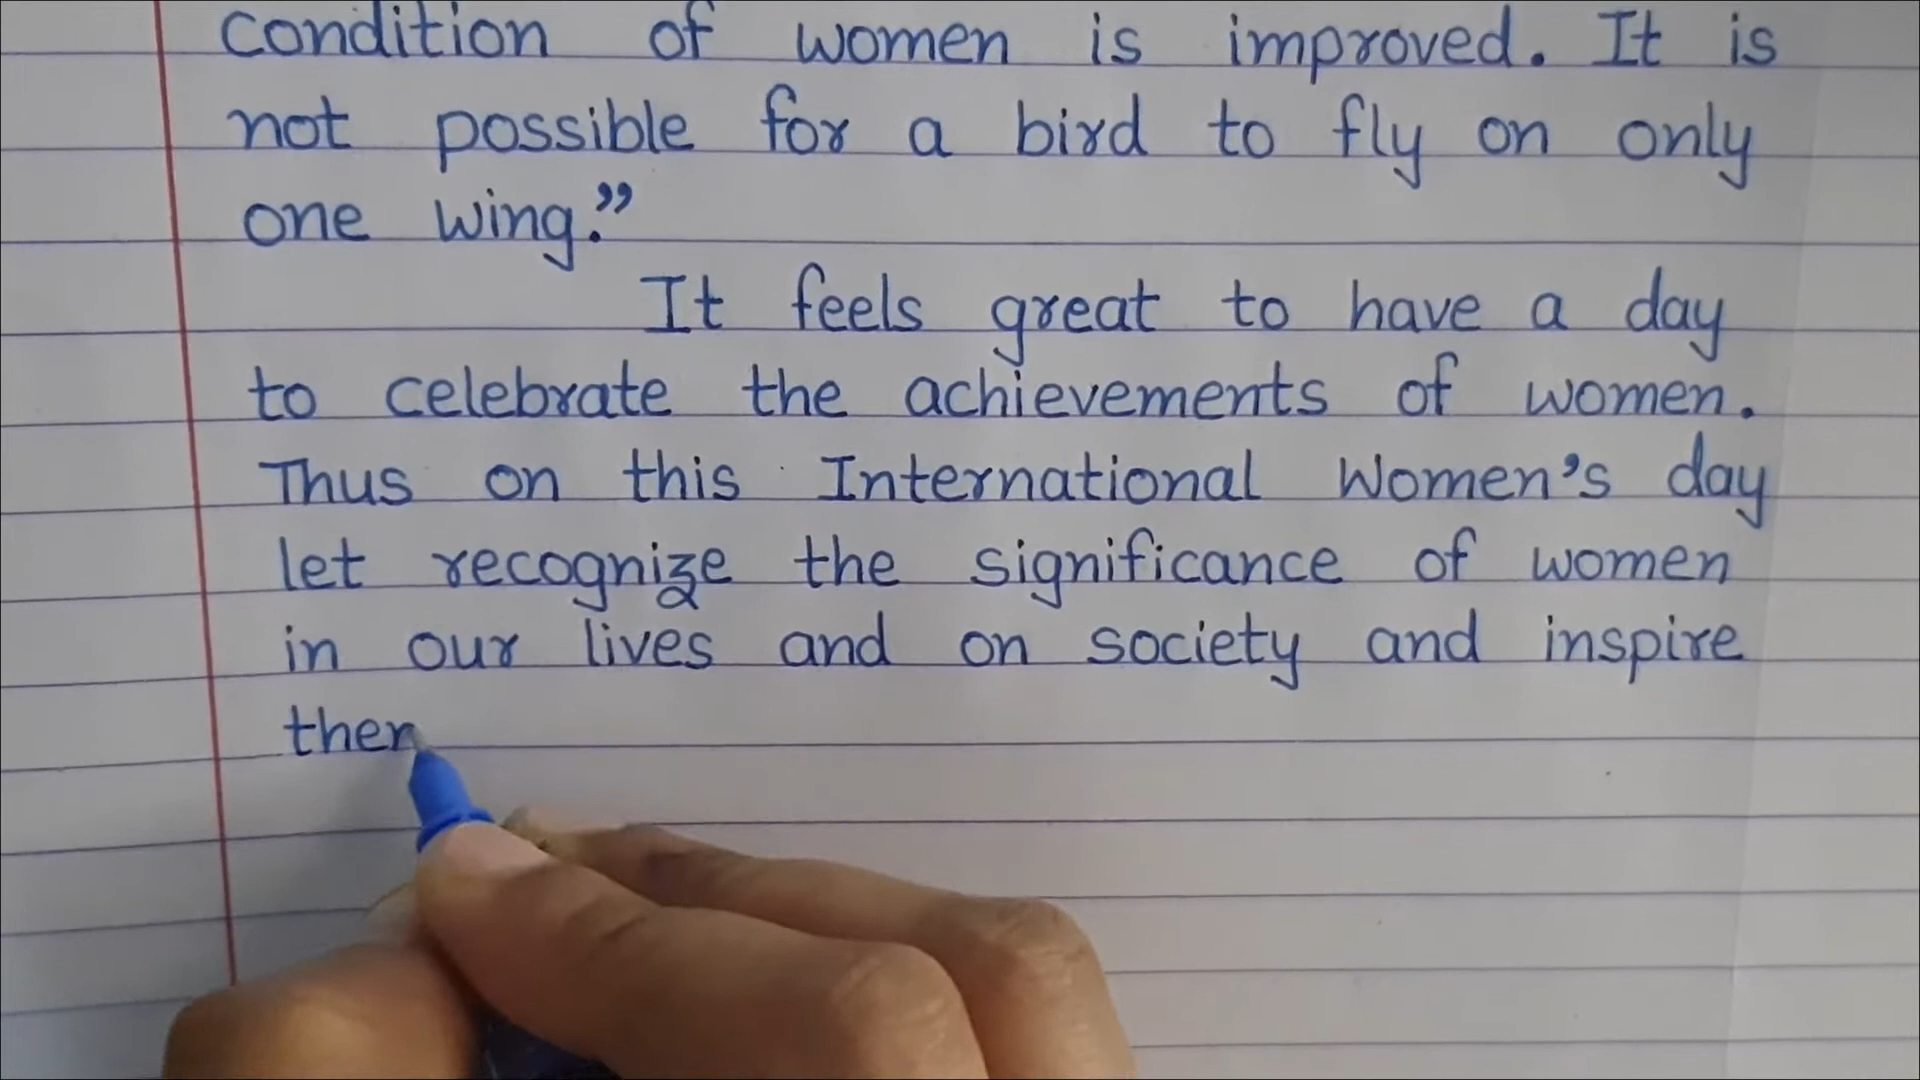 condition of women is improved. It is
not possible for a bird to fly on only
one wing.”
It feels great to have a day
to celebrate the achievements of women.
Thus on this International Women's day
let recognize the significance of women
in our lives and on society and inspire